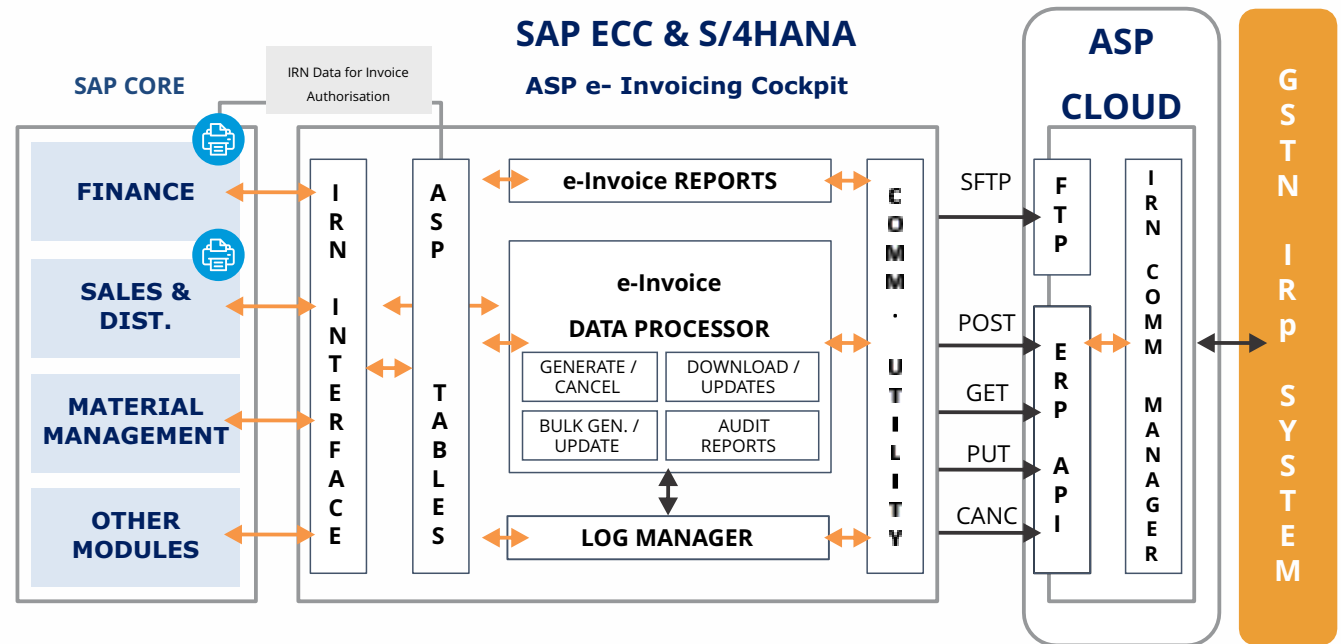 SAP ECC & S/4HANA
ASP e- Invoicing Cockpit
SAP CORE
IRN Data for Invoice
Authorisation
FINANCE
SALES &
DIST.
MATERIAL
MANAGEMENT
OTHER
MODULES
IRN INTERFACE
ASP TABLES
e-Invoice REPORTS
e-Invoice
DATA PROCESSOR
GENERATE /
CANCEL
DOWNLOAD /
UPDATES
BULK GEN. /
UPDATE
AUDIT
REPORTS
LOG MANAGER
COMM. UTILITY
SFTP
POST
GET
PUT
CANC
ASP
CLOUD
FTP
ERP API
IRN COMM MANAGER
GSTN IRp SYSTEM